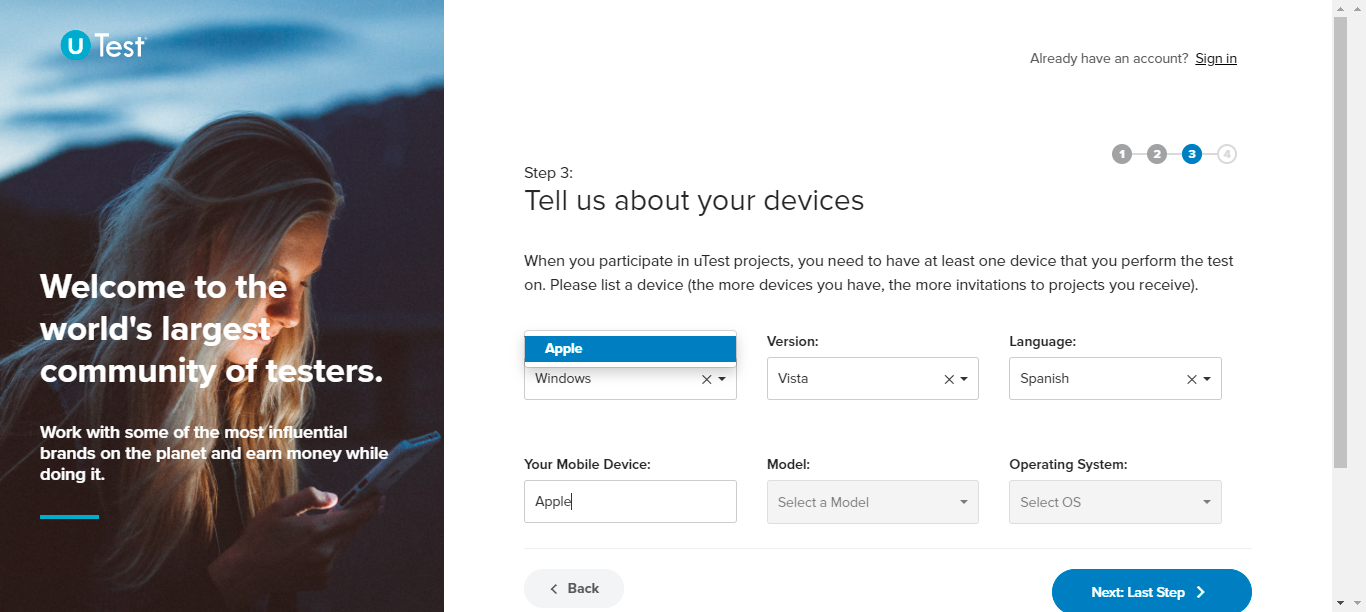 uTest
Already have an account? Sign in
1 2 3 4
Step 3:
Tell us about your devices
When you participate in uTest projects, you need to have at least one device that you perform the test
on. Please list a device (the more devices you have, the more invitations to projects you receive).
Welcome to the
world's largest
community of testers.
Work with some of the most influential
brands on the planet and earn money while
doing it.
Apple
Windows
Version:
Vista
Language:
Spanish
Your Mobile Device:
Apple
Model:
Select a Model
Operating System:
Select OS
Back
Next: Last Step